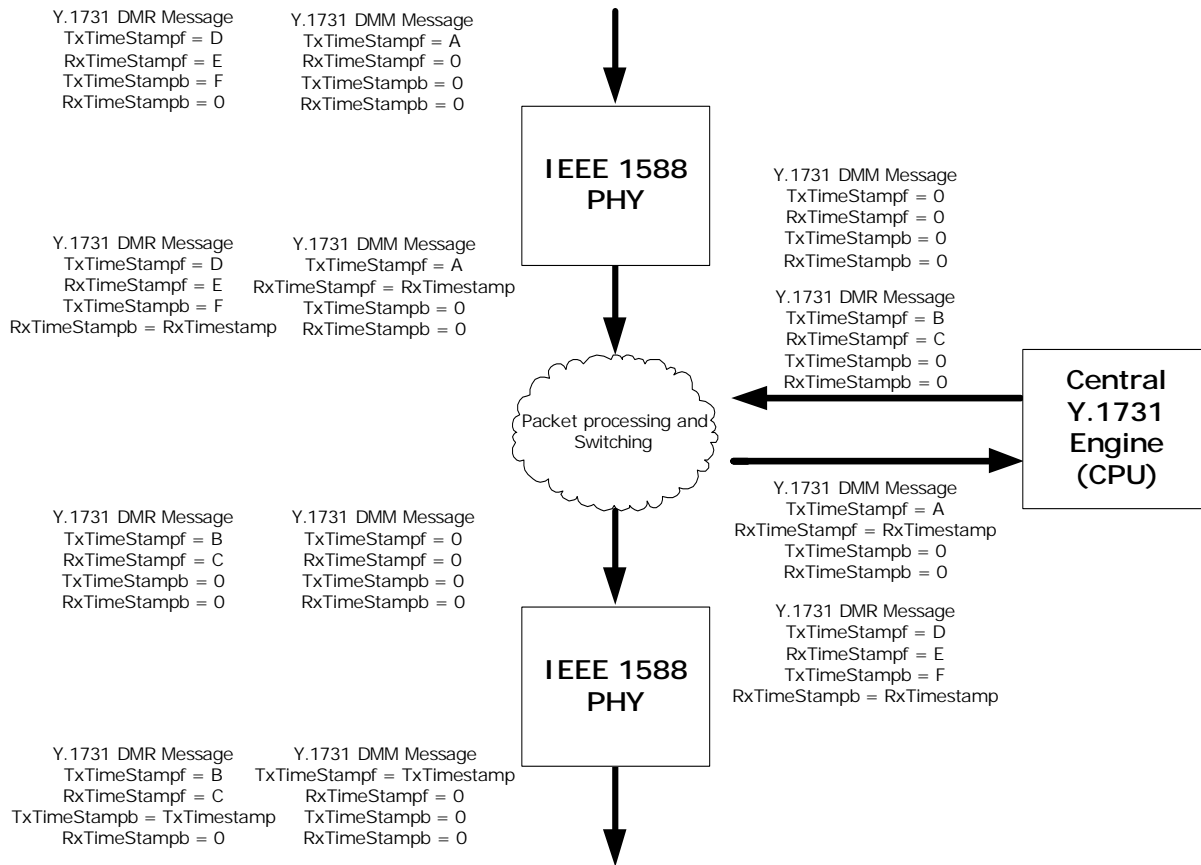 Y.1731 DMR Message
TxTimeStampf = D
RxTimeStampf = E
TxTimeStampb = F
RxTimeStampb = 0
Y.1731 DMM Message
TxTimeStampf = A
RxTimeStampf = 0
TxTimeStampb = 0
RxTimeStampb = 0
IEEE 1588
PHY
Y.1731 DMR Message
TxTimeStampf = D
RxTimeStampf = E
TxTimeStampb = F
RxTimeStampb = RxTimestamp
Y.1731 DMM Message
TxTimeStampf = A
RxTimeStampf = RxTimestamp
TxTimeStampb = 0
RxTimeStampb = 0
Y.1731 DMM Message
TxTimeStampf = 0
RxTimeStampf = 0
TxTimeStampb = 0
RxTimeStampb = 0
Y.1731 DMR Message
TxTimeStampf = B
RxTimeStampf = C
TxTimeStampb = 0
RxTimeStampb = 0
Packet processing and
Switching
Central
Y.1731
Engine
(CPU)
Y.1731 DMM Message
TxTimeStampf = A
RxTimeStampf = RxTimestamp
TxTimeStampb = 0
RxTimeStampb = 0
Y.1731 DMR Message
TxTimeStampf = D
RxTimeStampf = E
TxTimeStampb = F
RxTimeStampb = RxTimestamp
Y.1731 DMR Message
TxTimeStampf = B
RxTimeStampf = C
TxTimeStampb = 0
RxTimeStampb = 0
Y.1731 DMM Message
TxTimeStampf = 0
RxTimeStampf = 0
TxTimeStampb = 0
RxTimeStampb = 0
IEEE 1588
PHY
Y.1731 DMR Message
TxTimeStampf = B
RxTimeStampf = C
TxTimeStampb = TxTimestamp
RxTimeStampb = 0
Y.1731 DMM Message
TxTimeStampf = TxTimestamp
RxTimeStampf = 0
TxTimeStampb = 0
RxTimeStampb = 0